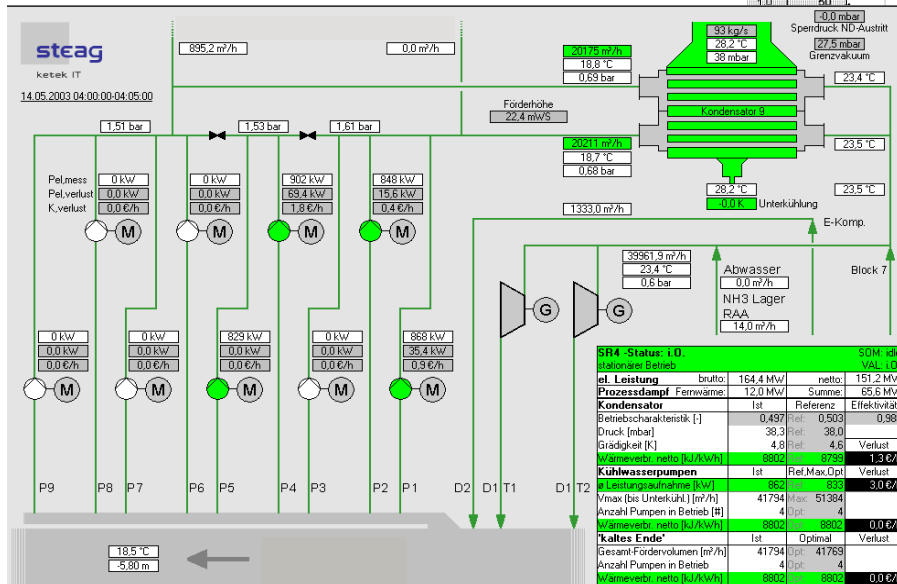 1.0 50 1.
-0,0 mbar
Sperrdruck ND-Austritt
27,5 mbar
Grenzvakuum
steag
ketek IT
14.05.2003 04:00:00-04:05:00
895,2 m³/h 0,0 m³/h
20175 m³/h
18,8 °C
0,69 bar
93 kg/s
28,2 °C
38 mbar
23,4 °C
Kondensator 9
Förderhöhe
22,4 mWS
1,51 bar 1,53 bar 1,61 bar
20211 m³/h
18,7 °C
0,68 bar
23,5 °C
28,2 °C
-0,0 K Unterkühlung
23,5 °C
Pel,mess 0 kW 0 kW 902 kW 848 kW
Pel,verlust 0,0 kW 0,0 kW 69,4 kW 15,6 kW
K,verlust 0,0 €/h 0,0 €/h 1,8 €/h 0,4 €/h
M M M M
1333,0 m³/h
E-Komp.
39961,9 m³/h
23,4 °C
0,6 bar
Abwasser
0,0 m³/h
NH3 Lager
RAA
14,0 m³/h
Block 7
G G
0 kW 0 kW 829 kW 0 kW 868 kW
0,0 kW 0,0 kW 0,0 kW 0,0 kW 35,4 kW
0,0 €/h 0,0 €/h 0,0 €/h 0,0 €/h 0,9 €/h
M M M M M
P9 P8 P7 P6 P5 P4 P3 P2 P1 D2 D1 T1 D1 T2
18,5 °C
-5,80 m
SR4 -Status: i.O. SOM: idle
stationärer Betrieb VAL: i.O
el. Leistung brutto: 164,4 MW netto: 151,2 MW
Prozessdampf Fernwärme: 12,0 MW Summe: 65,6 MW
Kondensator Ist Referenz Effektivität
Betriebscharakteristik [-] 0,497 Ref: 0,503 0,98
Druck [mbar] 38,3 Ref: 38,0
Grädigkeit [K] 4,8 Ref: 4,6 Verlust
Wärmeverbr. netto [kJ/kWh] 8802 8799 1,3 €/
Kühlwasserpumpen Ist Ref,Max,Opt Verlust
ø Leistungsaufnahme [kW] 862 833 3,0 €/
Vmax (bis Unterkühl.) [m³/h] 41794 Max: 51384
Anzahl Pumpen in Betrieb [#] 4 Opt: 4
Wärmeverbr. netto [kJ/kWh] 8802 8802 0,0 €/
'kaltes Ende' Ist Optimal Verlust
Gesamt-Fördervolumen [m³/h] 41794 Opt: 41769
Anzahl Pumpen in Betrieb 4 Opt: 4
Wärmeverbr. netto [kJ/kWh] 8802 8802 0,0 €/